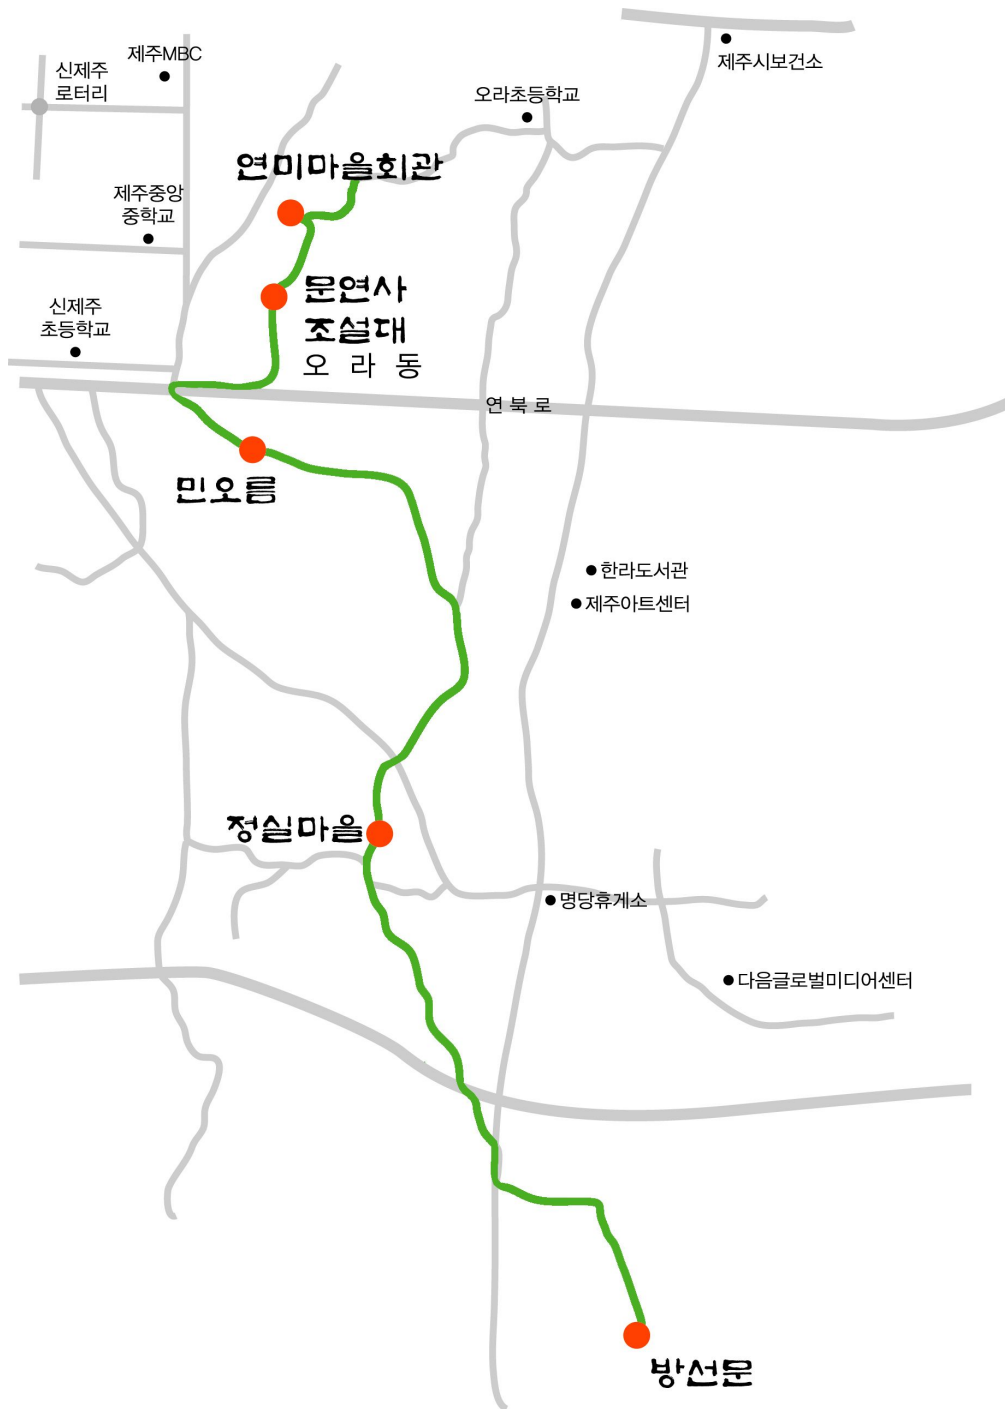 제주MBC
신제주
로터리
제주시보건소
오라초등학교
연미마을회관
제주중앙
중학교
문연사
조설대
오 라 동
신제주
초등학교
연 북 로
민오름
한라도서관
제주아트센터
정실마을
명당휴게소
다음글로벌미디어센터
방선문